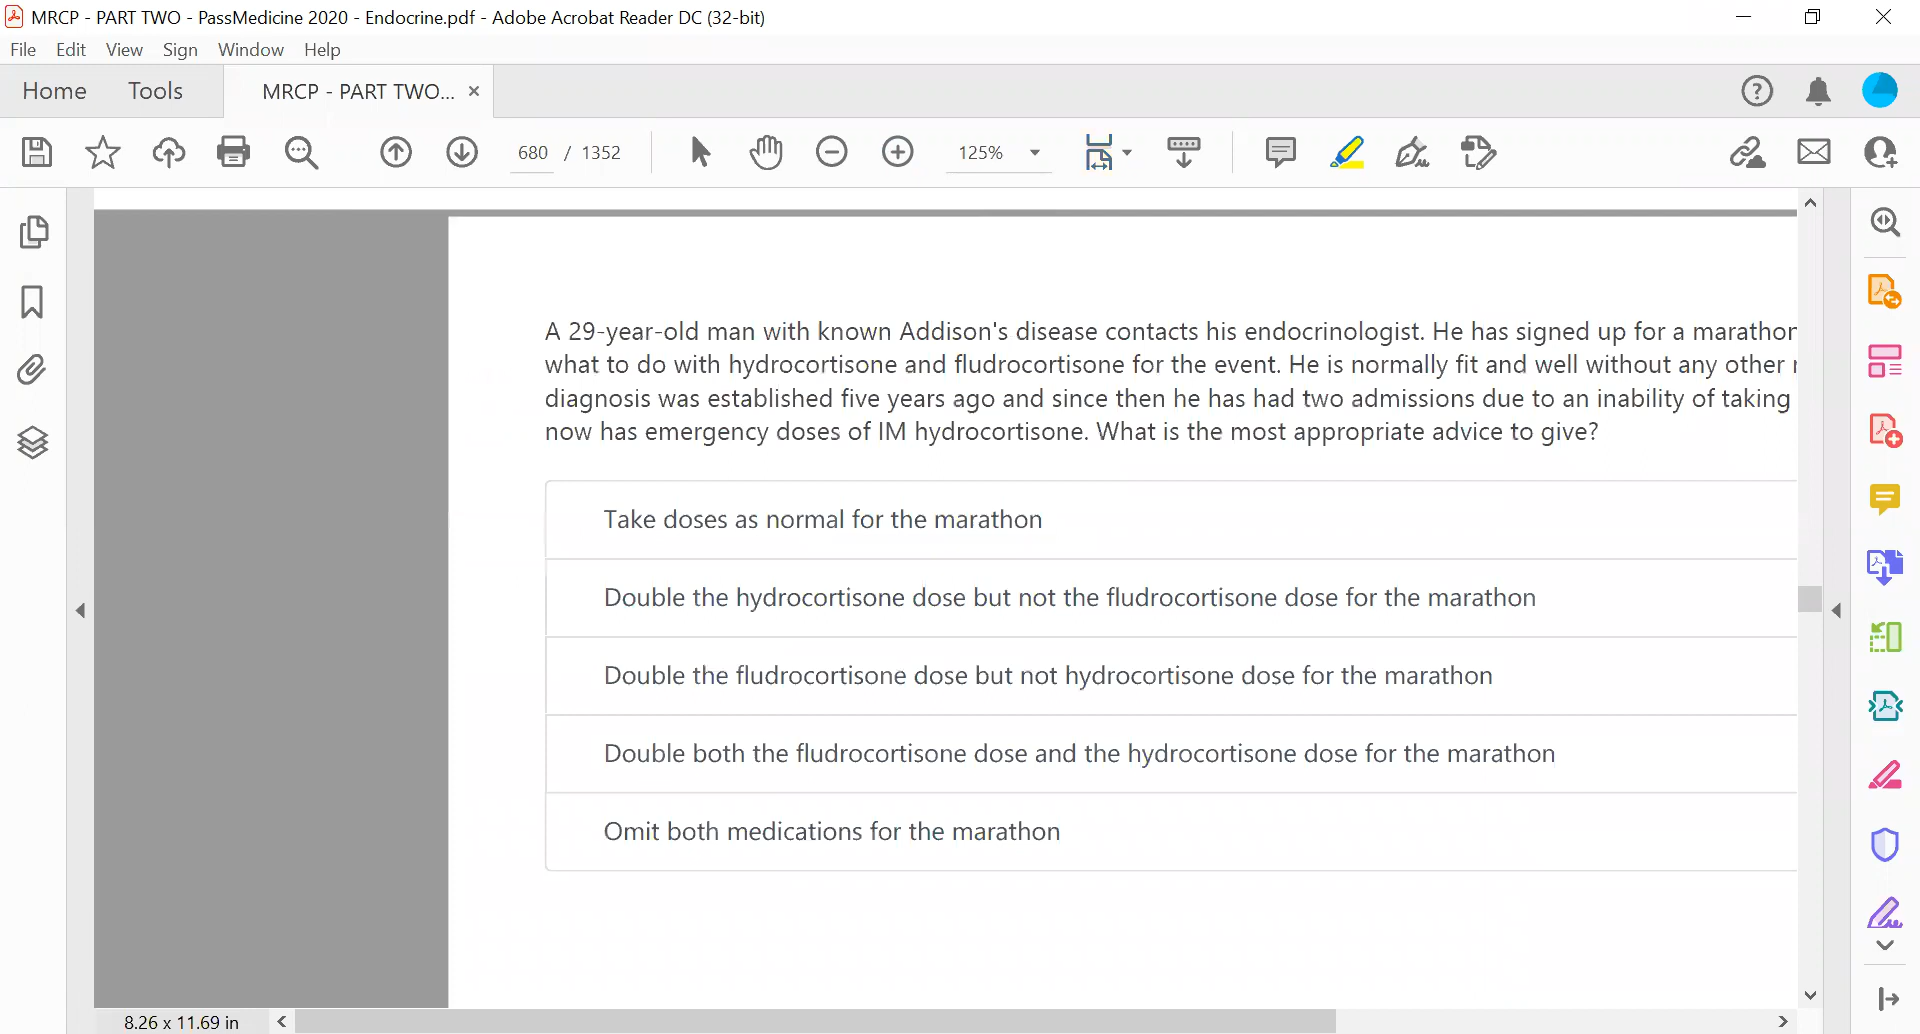 MRCP - PART TWO - PassMedicine 2020 - Endocrine.pdf - Adobe Acrobat Reader DC (32-bit)
File Edit View Sign Window Help
Home Tools MRCP - PART TWO... ×
680 / 1352 125%
A 29-year-old man with known Addison's disease contacts his endocrinologist. He has signed up for a marathon
what to do with hydrocortisone and fludrocortisone for the event. He is normally fit and well without any other
diagnosis was established five years ago and since then he has had two admissions due to an inability of taking
now has emergency doses of IM hydrocortisone. What is the most appropriate advice to give?
Take doses as normal for the marathon
Double the hydrocortisone dose but not the fludrocortisone dose for the marathon
Double the fludrocortisone dose but not hydrocortisone dose for the marathon
Double both the fludrocortisone dose and the hydrocortisone dose for the marathon
Omit both medications for the marathon
8.26 x 11.69 in